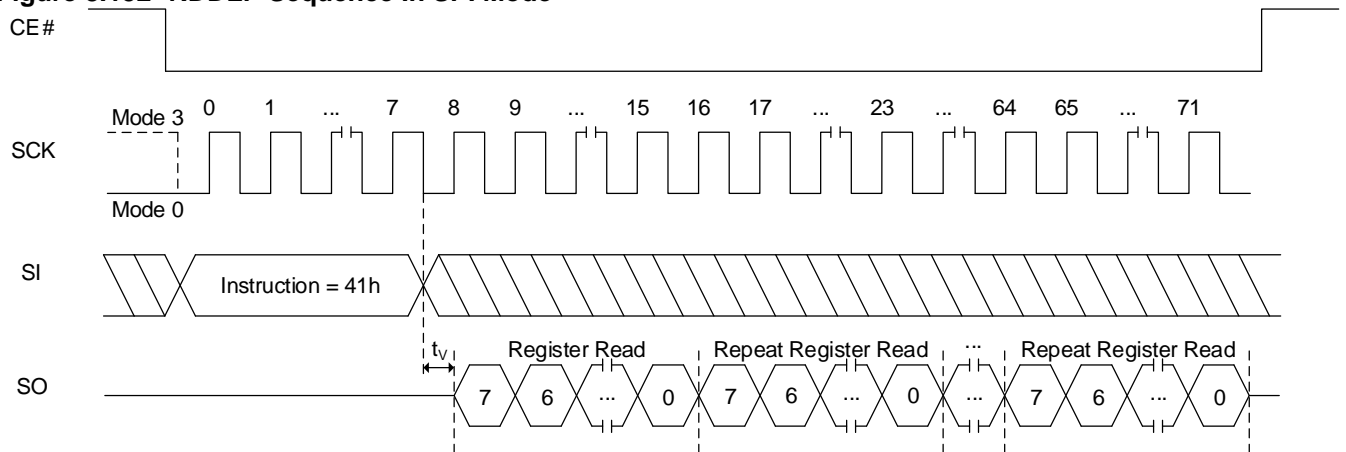 CE#
0 1 ... 7 8 9 ... 15 16 17 ... 23 ... 64 65 ... 71
Mode 3
SCK
Mode 0
SI
Instruction = 41h
tV
Register Read Repeat Register Read ... Repeat Register Read
SO
7 6 ... 0 7 6 ... 0 ... 7 6 ... 0